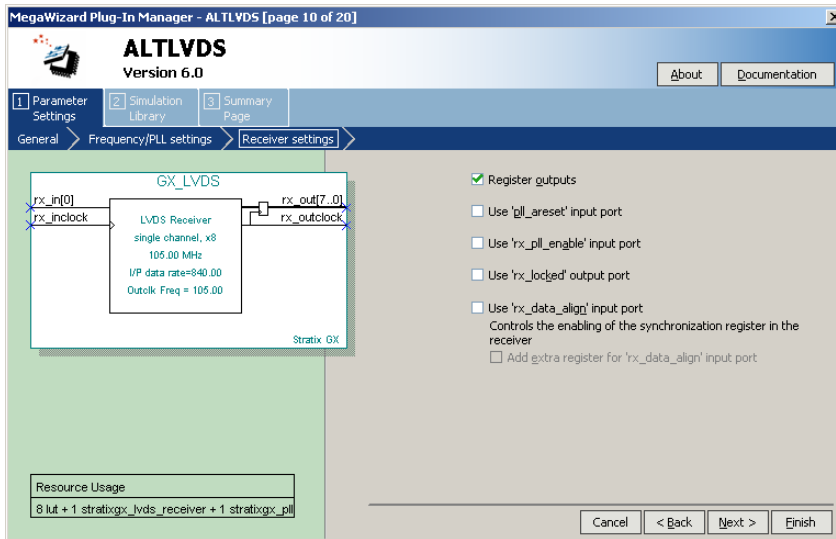 MegaWizard Plug-In Manager - ALTLVDS [page 10 of 20]
ALTLVDS
Version 6.0
About
Documentation
1 Parameter Settings
2 Simulation Library
3 Summary Page
General
Frequency/PLL settings
Receiver settings
GX_LVDS
rx_in[0]
rx_out[7..0]
rx_inclock
rx_outclock
LVDS Receiver
single channel, x8
105.00 MHz
I/P data rate=840.00
Outclk Freq = 105.00
Stratix GX
Register outputs
Use 'pll_areset' input port
Use 'rx_pll_enable' input port
Use 'rx_locked' output port
Use 'rx_data_align' input port
Controls the enabling of the synchronization register in the
receiver
Add extra register for 'rx_data_align' input port
Resource Usage
8 lut + 1 stratixgx_lvds_receiver + 1 stratixgx_pll
Cancel
< Back
Next >
Finish